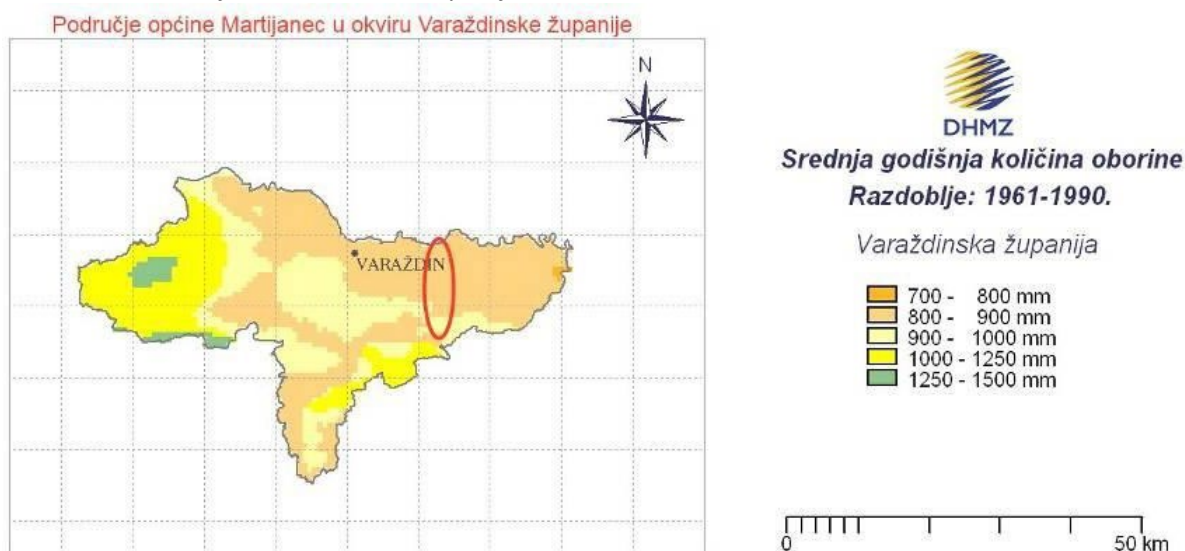 Područje općine Martijanec u okviru Varaždinske županije
N
VARAŽDIN
DHMZ
Srednja godišnja količina oborine
Razdoblje: 1961-1990.
Varaždinska županija
700 - 800 mm
800 - 900 mm
900 - 1000 mm
1000 - 1250 mm
1250 - 1500 mm
0 50 km